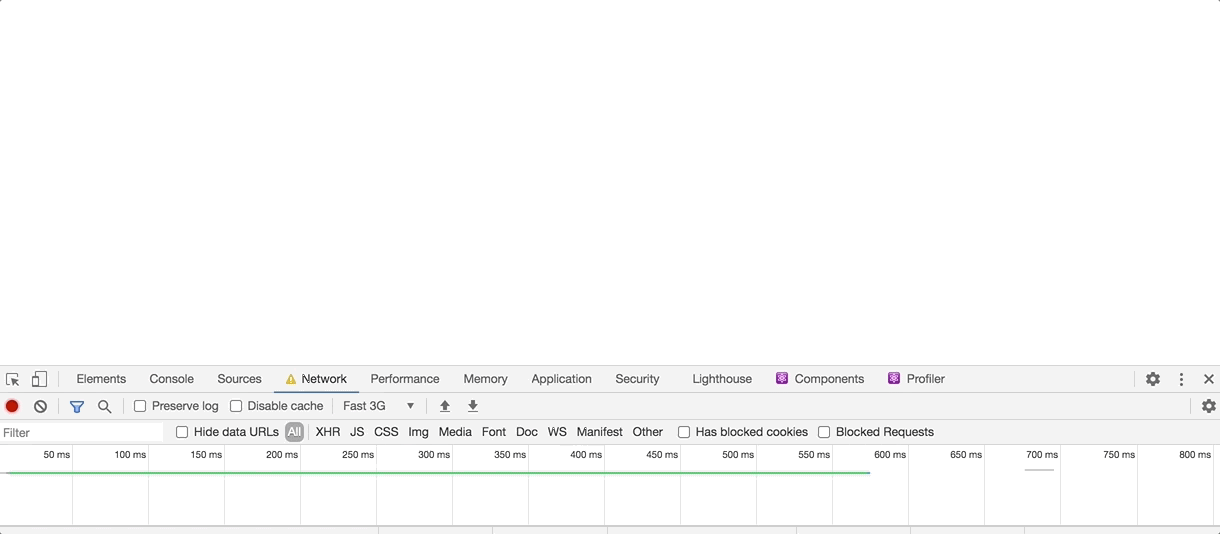 Elements Console Sources Network Performance Memory Application Security Lighthouse Components Profiler
Preserve log Disable cache Fast 3G
Filter Hide data URLs All XHR JS CSS Img Media Font Doc WS Manifest Other Has blocked cookies Blocked Requests
50 ms 100 ms 150 ms 200 ms 250 ms 300 ms 350 ms 400 ms 450 ms 500 ms 550 ms 600 ms 650 ms 700 ms 750 ms 800 ms